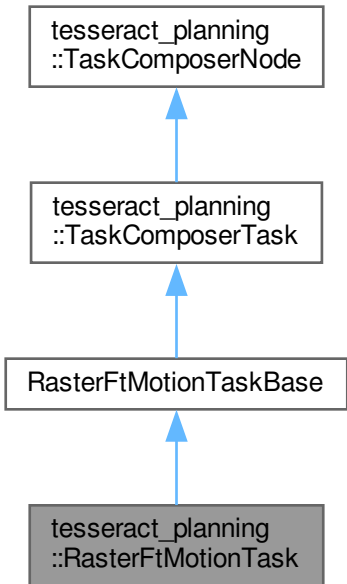 tesseract_planning
::TaskComposerNode
tesseract_planning
::TaskComposerTask
RasterFtMotionTaskBase
tesseract_planning
::RasterFtMotionTask